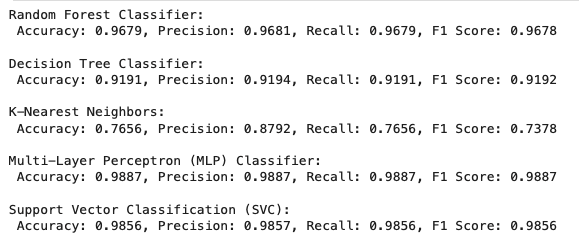 Random Forest Classifier:
Accuracy: 0.9679, Precision: 0.9681, Recall: 0.9679, F1 Score: 0.9678
Decision Tree Classifier:
Accuracy: 0.9191, Precision: 0.9194, Recall: 0.9191, F1 Score: 0.9192
K-Nearest Neighbors:
Accuracy: 0.7656, Precision: 0.8792, Recall: 0.7656, F1 Score: 0.7378
Multi-Layer Perceptron (MLP) Classifier:
Accuracy: 0.9887, Precision: 0.9887, Recall: 0.9887, F1 Score: 0.9887
Support Vector Classification (SVC):
Accuracy: 0.9856, Precision: 0.9857, Recall: 0.9856, F1 Score: 0.9856